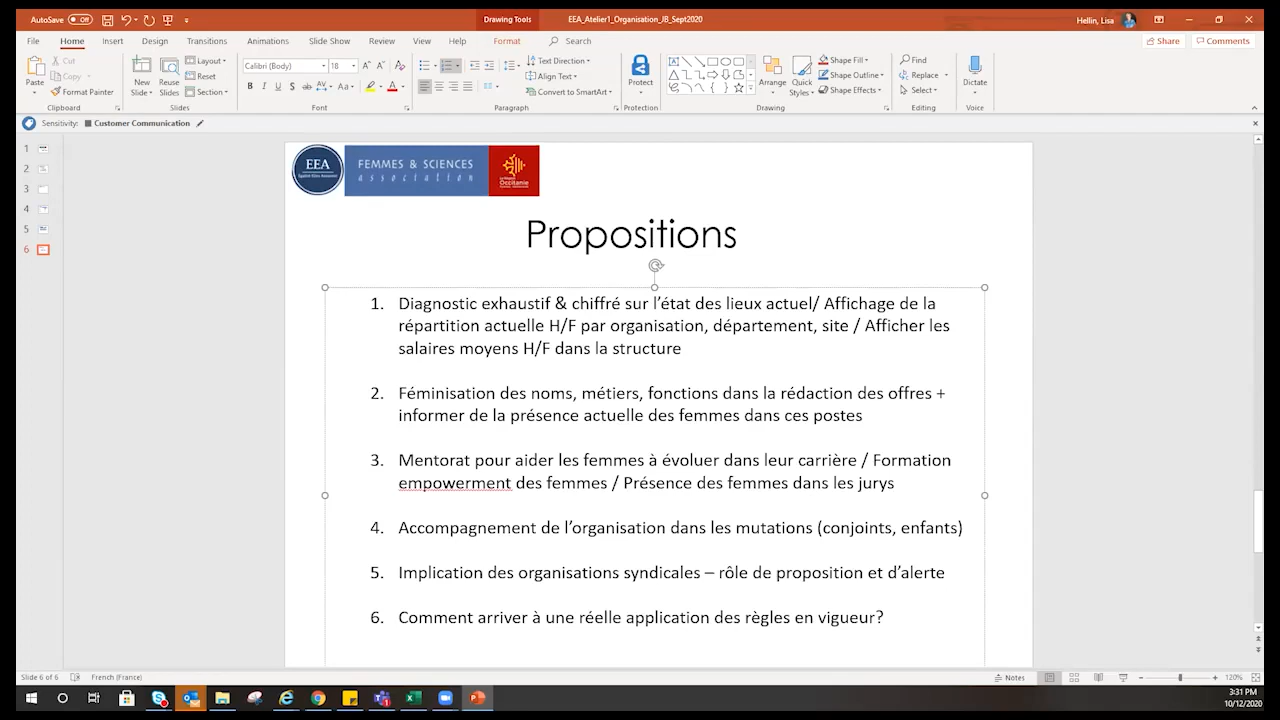 AutoSave Off
Drawing Tools
EEA_Atelier1_Organisation_JB_Sept2020
Hellin, Lisa
File Home Insert Design Transitions Animations Slide Show Review View Help Format Search
Share Comments
Paste
Cut
Copy
Format Painter
Clipboard
New Slide
Reuse Slides
Layout
Reset
Section
Slides
Calibri (Body) 18
Font
Text Direction
Align Text
Convert to SmartArt
Paragraph
Protect
Protection
Arrange
Quick Styles
Shape Fill
Shape Outline
Shape Effects
Drawing
Find
Replace
Select
Editing
Dictate
Voice
Sensitivity: Customer Communication
1
2
3
4
5
6
EEA
FEMMES & SCIENCES
association
Occitanie
Propositions
1. Diagnostic exhaustif & chiffré sur l’état des lieux actuel/ Affichage de la
répartition actuelle H/F par organisation, département, site / Afficher les
salaires moyens H/F dans la structure
2. Féminisation des noms, métiers, fonctions dans la rédaction des offres +
informer de la présence actuelle des femmes dans ces postes
3. Mentorat pour aider les femmes à évoluer dans leur carrière / Formation
empowerment des femmes / Présence des femmes dans les jurys
4. Accompagnement de l’organisation dans les mutations (conjoints, enfants)
5. Implication des organisations syndicales – rôle de proposition et d’alerte
6. Comment arriver à une réelle application des règles en vigueur?
Slide 6 of 6 French (France)
Notes
120%
3:31 PM
10/12/2020